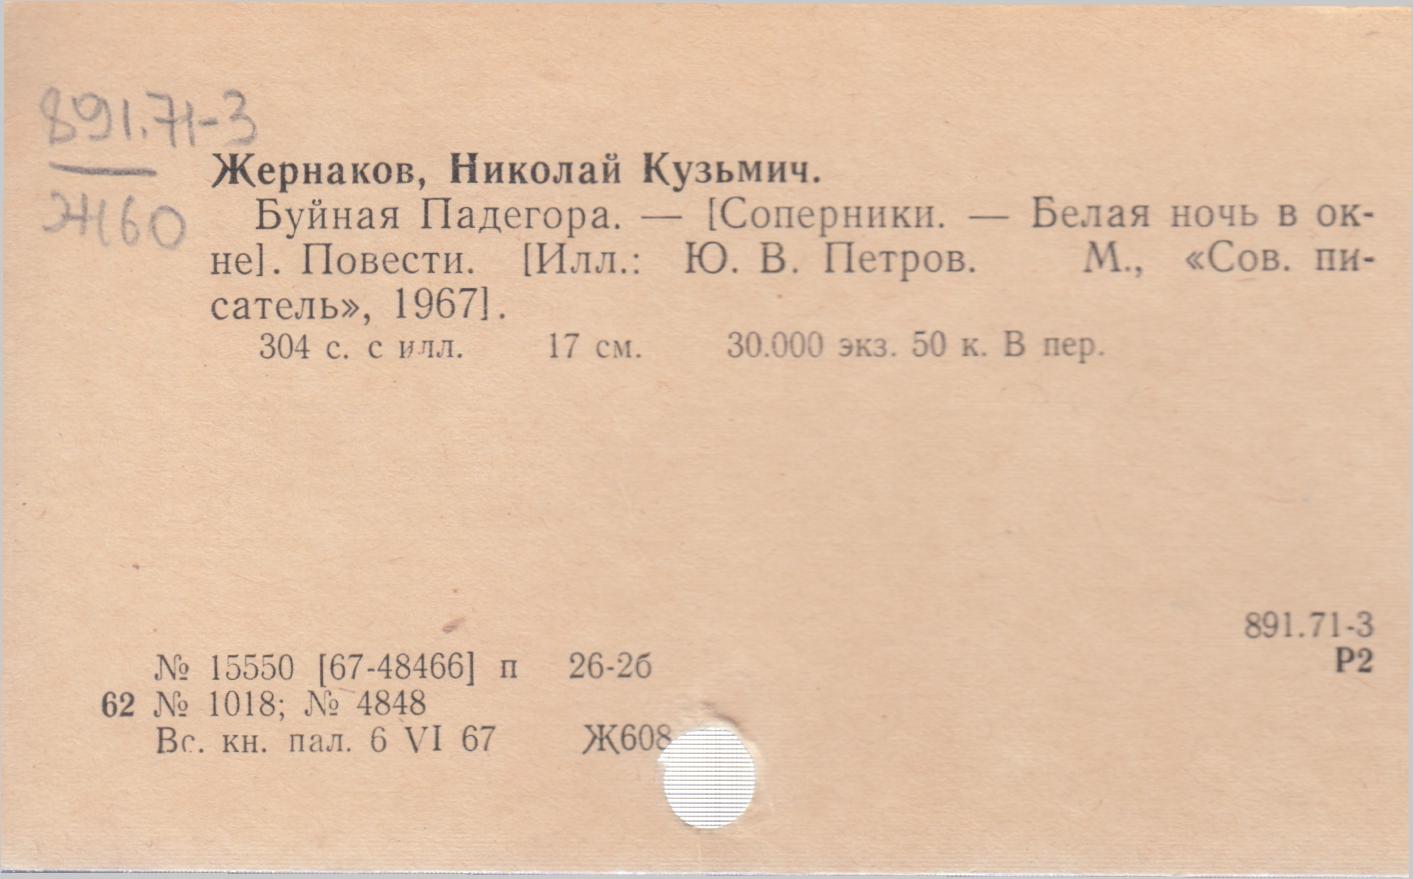 891.71-3
Ж60
Жернаков, Николай Кузьмич.
Буйная Падегора. — [Соперники. — Белая ночь в ок-
не]. Повести. [Илл.: Ю. В. Петров. М., «Сов. пи-
сатель», 1967].
304 с. с илл. 17 см. 30.000 экз. 50 к. В пер.
891.71-3
Р2
№ 15550 [67-48466] п 26-2б
62 № 1018; № 4848
Вс. кн. пал. 6 VI 67 Ж608